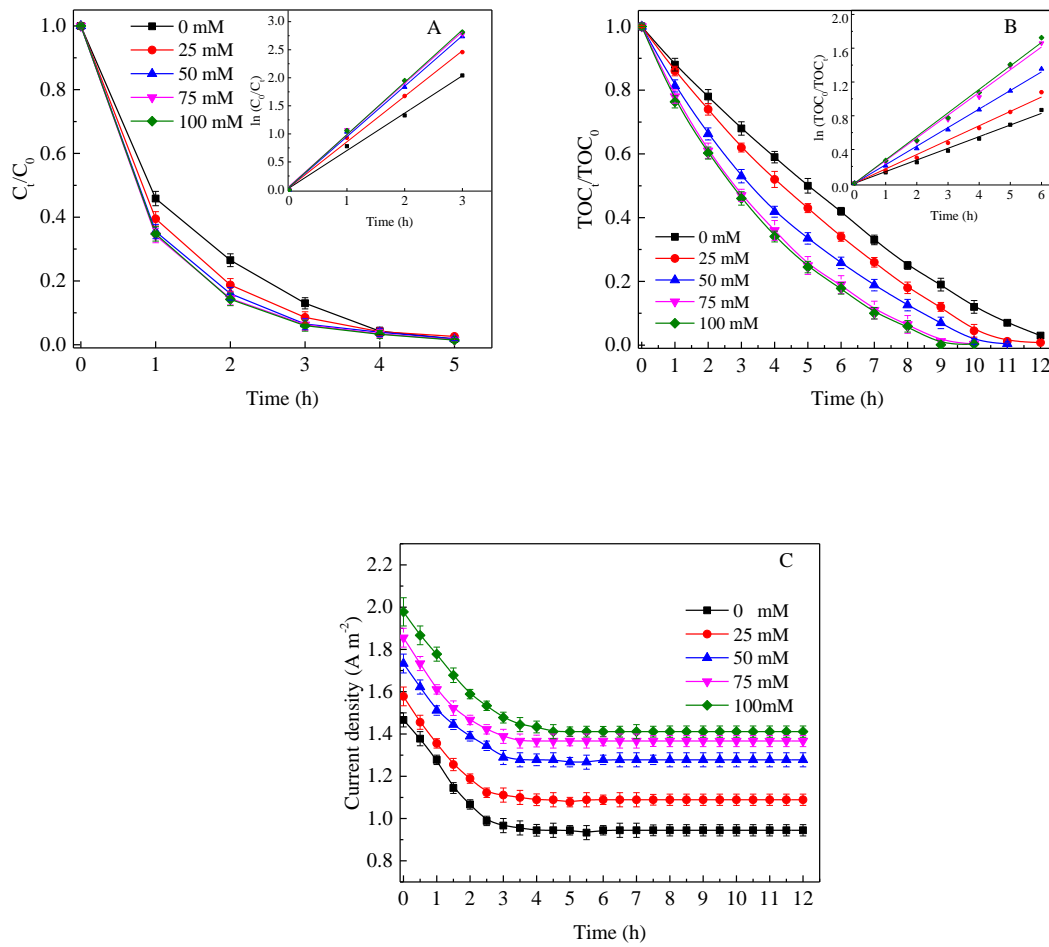 A
C_t/C_0
1.0
0.8
0.6
0.4
0.2
0.0
0 1 2 3 4 5
Time (h)
0 mM
25 mM
50 mM
75 mM
100 mM
ln (C_0/C_t)
3.0
2.5
2.0
1.5
1.0
0.5
0.0
0 1 2 3
Time (h)
B
TOC_t/TOC_0
1.0
0.8
0.6
0.4
0.2
0.0
0 1 2 3 4 5 6 7 8 9 10 11 12
Time (h)
0 mM
25 mM
50 mM
75 mM
100 mM
ln (TOC_0/TOC_t)
2.0
1.6
1.2
0.8
0.4
0.0
0 1 2 3 4 5 6
Time (h)
C
Current density (A m^-2)
2.2
2.0
1.8
1.6
1.4
1.2
1.0
0.8
0 1 2 3 4 5 6 7 8 9 10 11 12
Time (h)
0 mM
25 mM
50 mM
75 mM
100mM